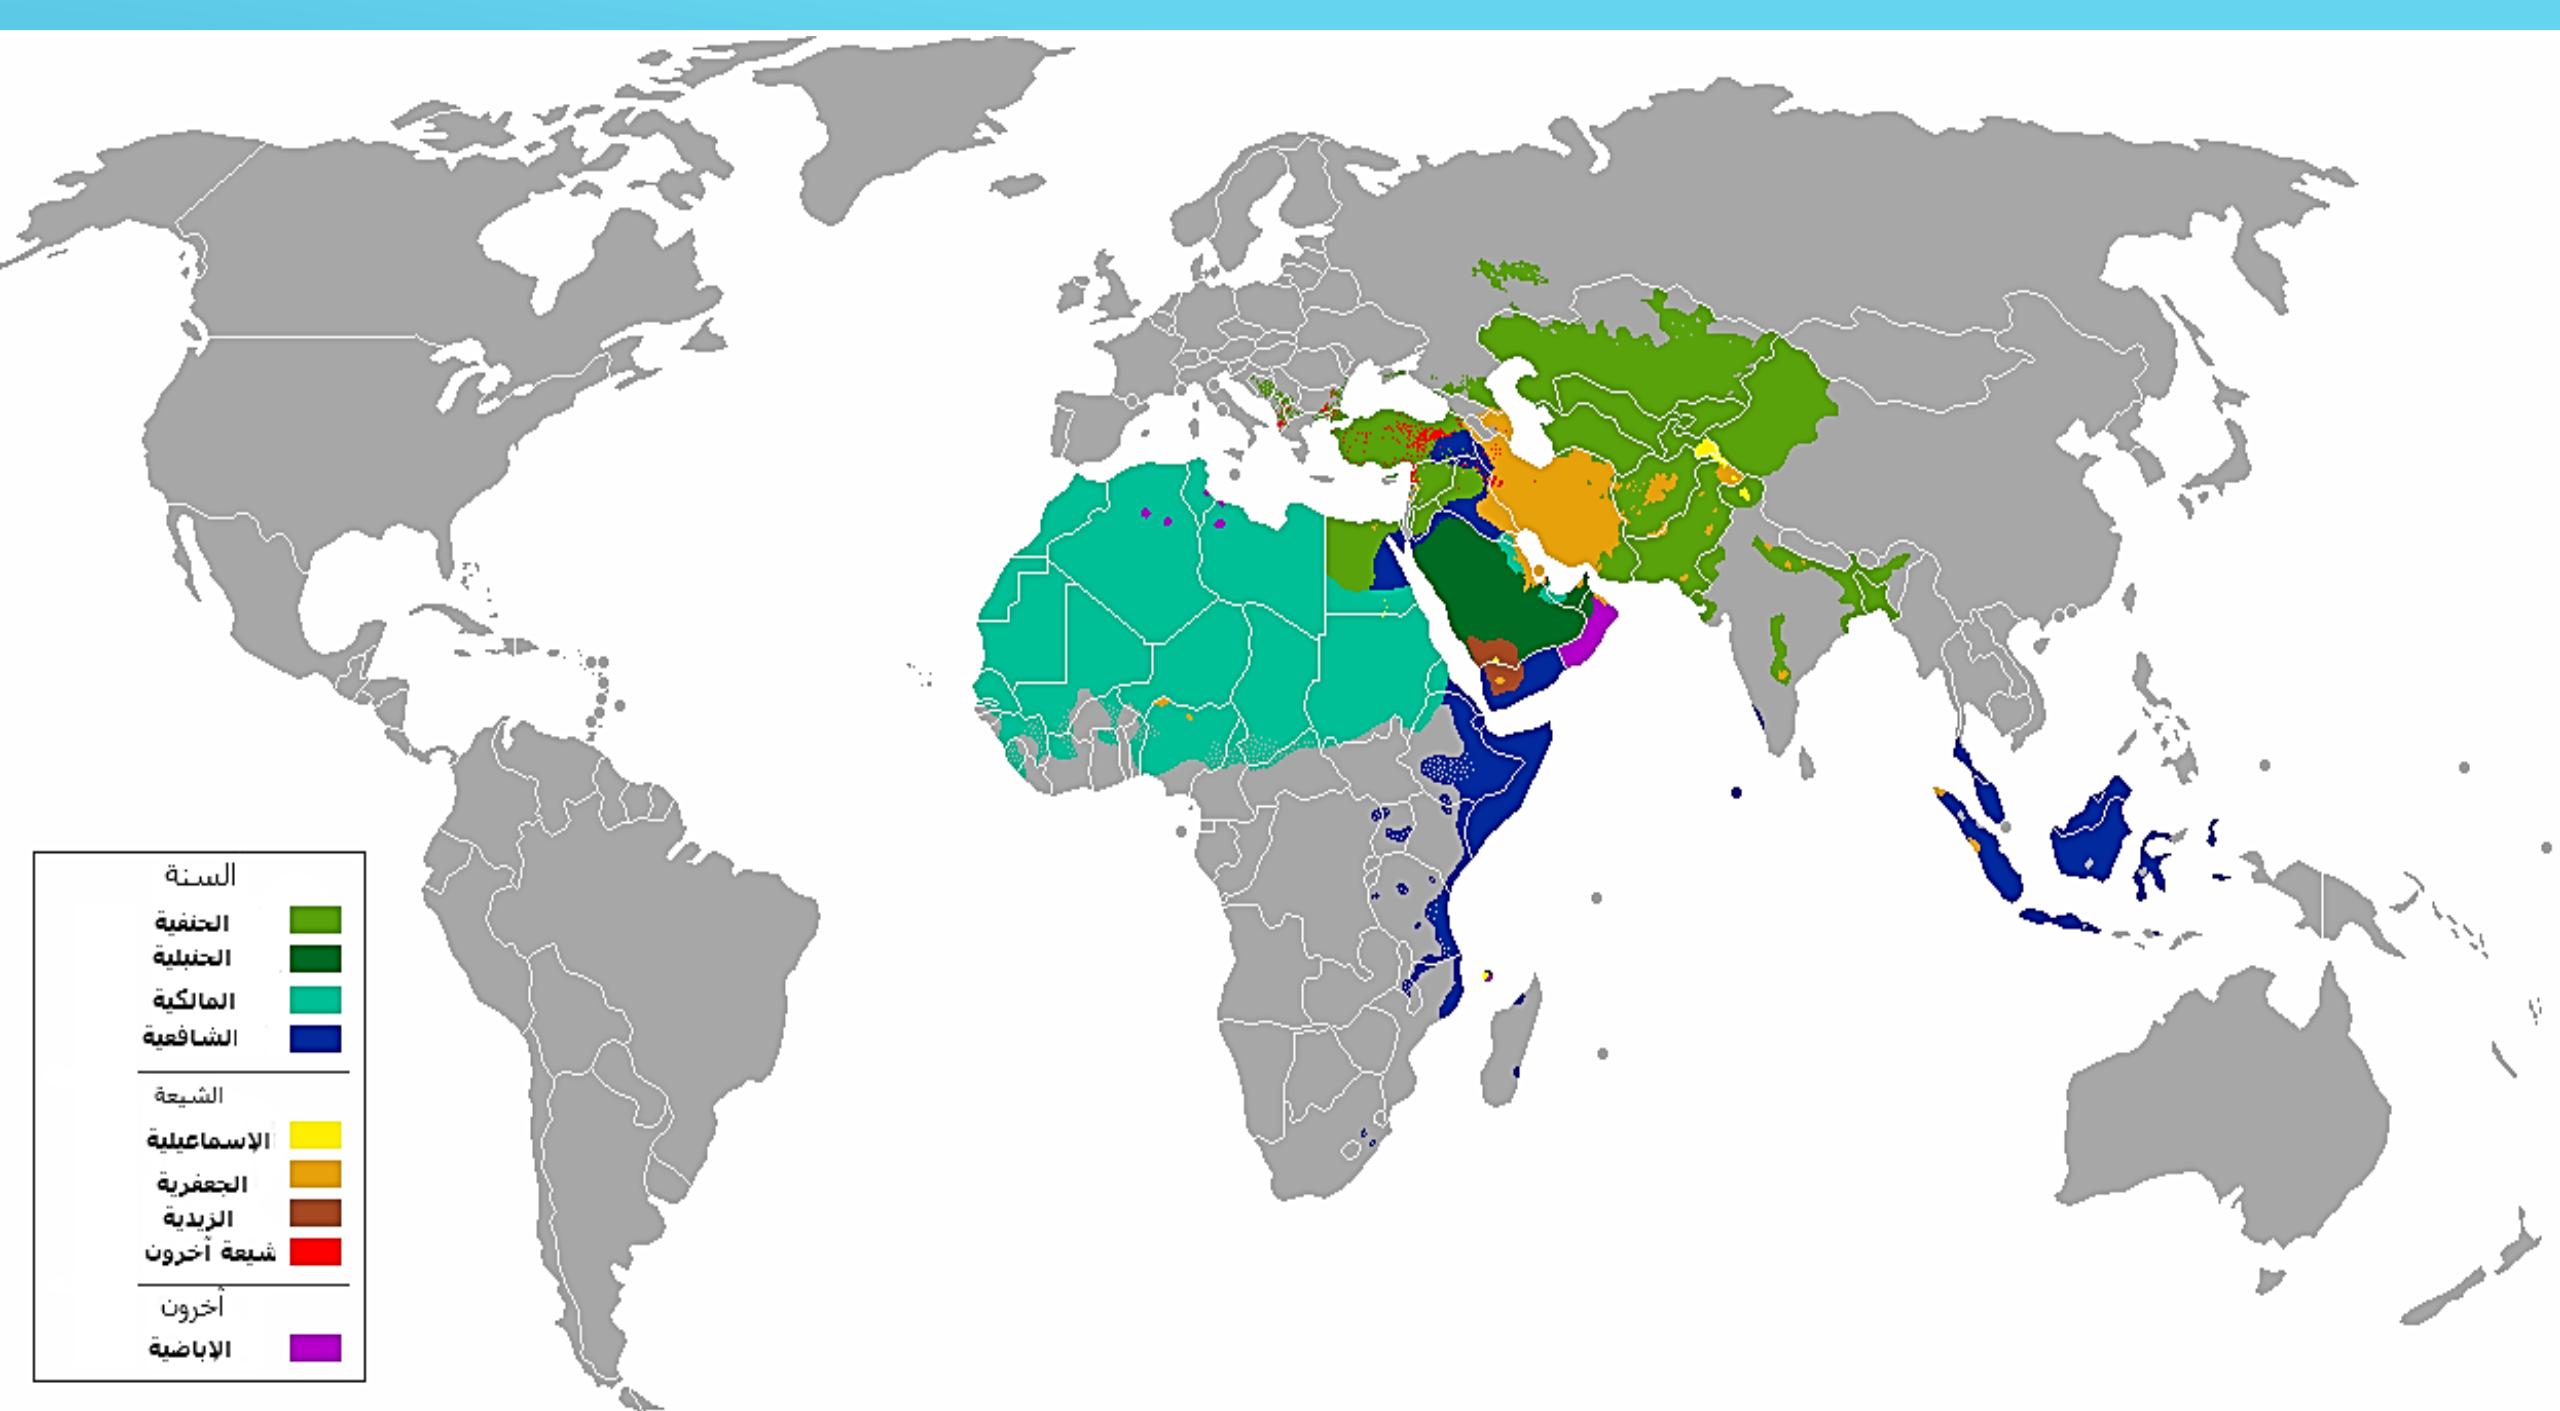 السنة
الحنفية
الحنبلية
المالكية
الشافعية
الشيعة
الإسماعيلية
الجعفرية
الزيدية
شيعة آخرون
آخرون
الإباضية